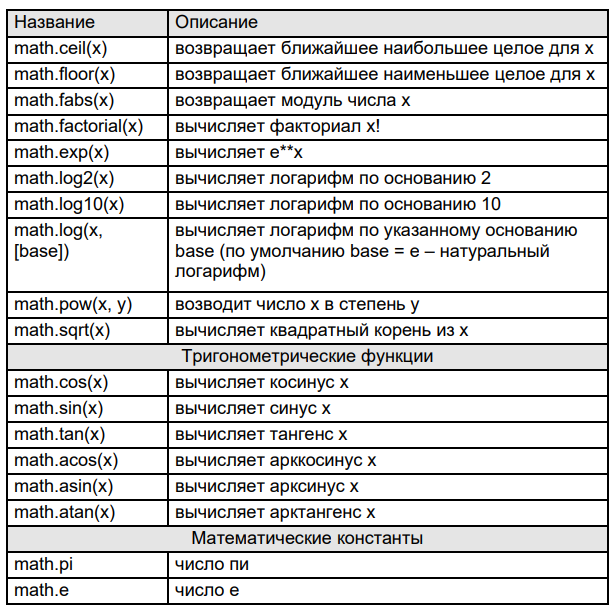 Название Описание
math.ceil(x) возвращает ближайшее наибольшее целое для x
math.floor(x) возвращает ближайшее наименьшее целое для x
math.fabs(x) возвращает модуль числа x
math.factorial(x) вычисляет факториал x!
math.exp(x) вычисляет e**x
math.log2(x) вычисляет логарифм по основанию 2
math.log10(x) вычисляет логарифм по основанию 10
math.log(x, вычисляет логарифм по указанному основанию
[base]) base (по умолчанию base = e – натуральный
логарифм)
math.pow(x, y) возводит число x в степень y
math.sqrt(x) вычисляет квадратный корень из x
Тригонометрические функции
math.cos(x) вычисляет косинус x
math.sin(x) вычисляет синус x
math.tan(x) вычисляет тангенс x
math.acos(x) вычисляет арккосинус x
math.asin(x) вычисляет арксинус x
math.atan(x) вычисляет арктангенс x
Математические константы
math.pi число пи
math.e число е